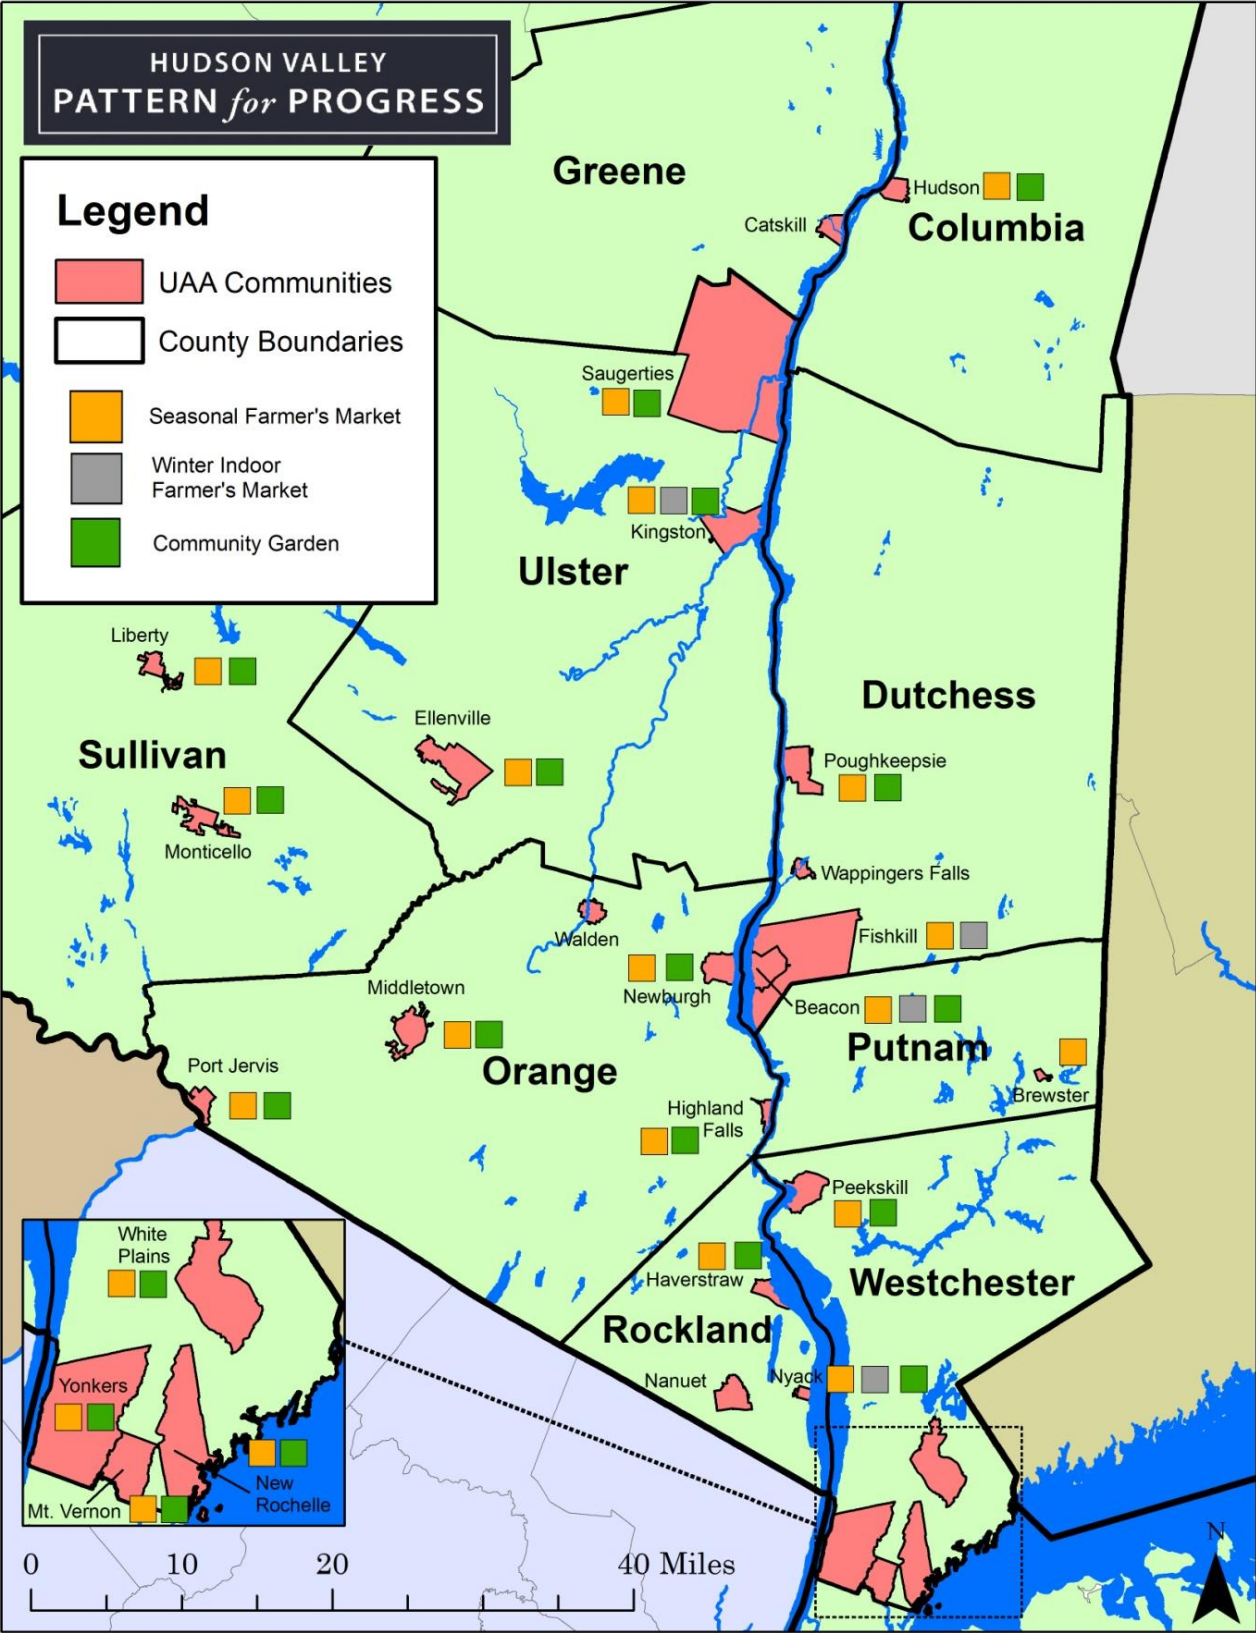 HUDSON VALLEY
PATTERN for PROGRESS
Legend
UAA Communities
County Boundaries
Seasonal Farmer's Market
Winter Indoor
Farmer's Market
Community Garden
Greene
Hudson
Catskill
Columbia
Saugerties
Kingston
Ulster
Liberty
Dutchess
Ellenville
Sullivan
Poughkeepsie
Monticello
Wappingers Falls
Walden
Fishkill
Middletown
Newburgh
Beacon
Putnam
Orange
Port Jervis
Brewster
Highland
Falls
Peekskill
Haverstraw
Westchester
Rockland
Nanuet
Nyack
White
Plains
Yonkers
New
Rochelle
Mt. Vernon
0 10 20 40 Miles
N